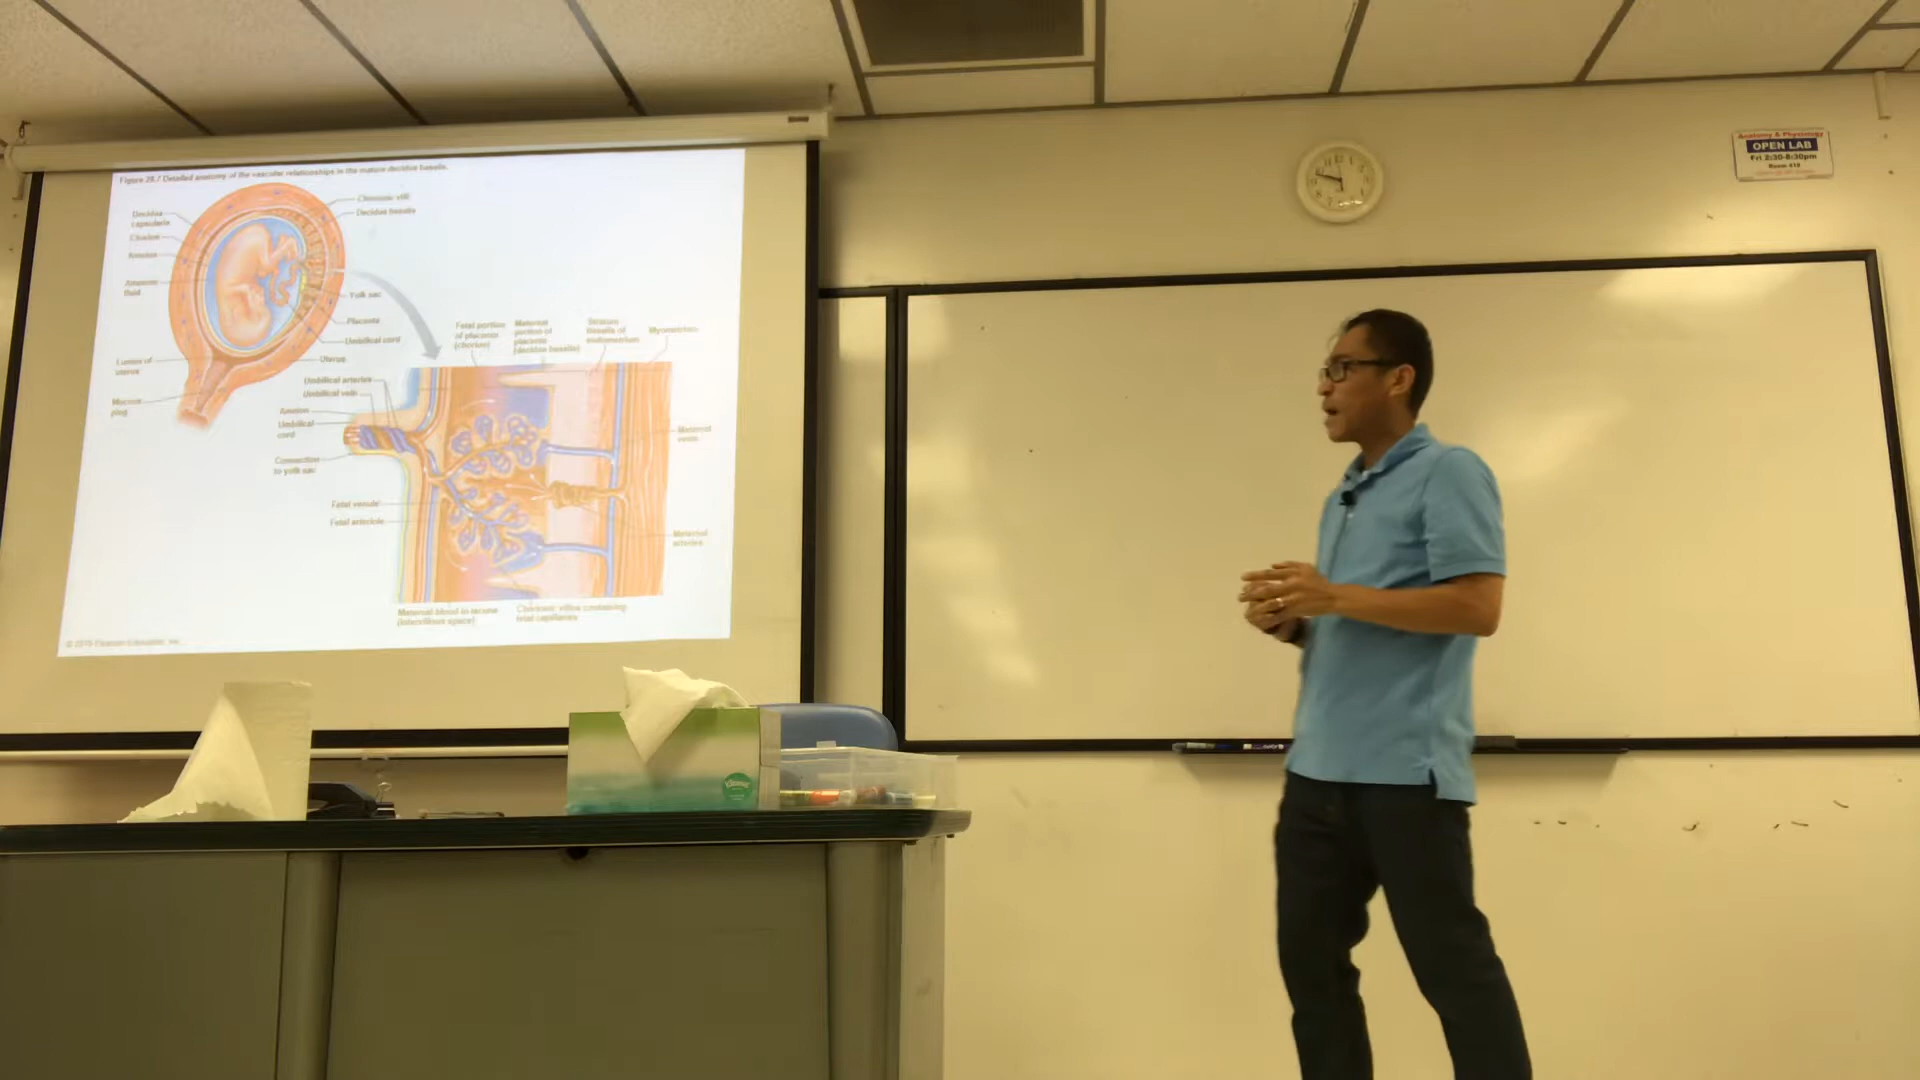 Figure 28.7 Detailed anatomy of the vascular relationships in the mature decidua basalis.
Decidua
capsularis
Chorion
Amnion
Amniotic
fluid
Lumen of
uterus
Mucous
plug
Chorionic villi
Decidua basalis
Yolk sac
Placenta
Umbilical cord
Uterus
Fetal portion
of placenta
(chorion)
Maternal
portion of
placenta
(decidua basalis)
Stratum
basalis of
endometrium
Myometrium
Umbilical arteries
Umbilical vein
Amnion
Umbilical
cord
Connection
to yolk sac
Fetal venule
Fetal arteriole
Maternal
veins
Maternal
arteries
Maternal blood in lacuna
(intervillous space)
Chorionic villus containing
fetal capillaries
© 2015 Pearson Education, Inc.
Anatomy & Physiology
OPEN LAB
Fri 2:30-8:30pm
Kleenex